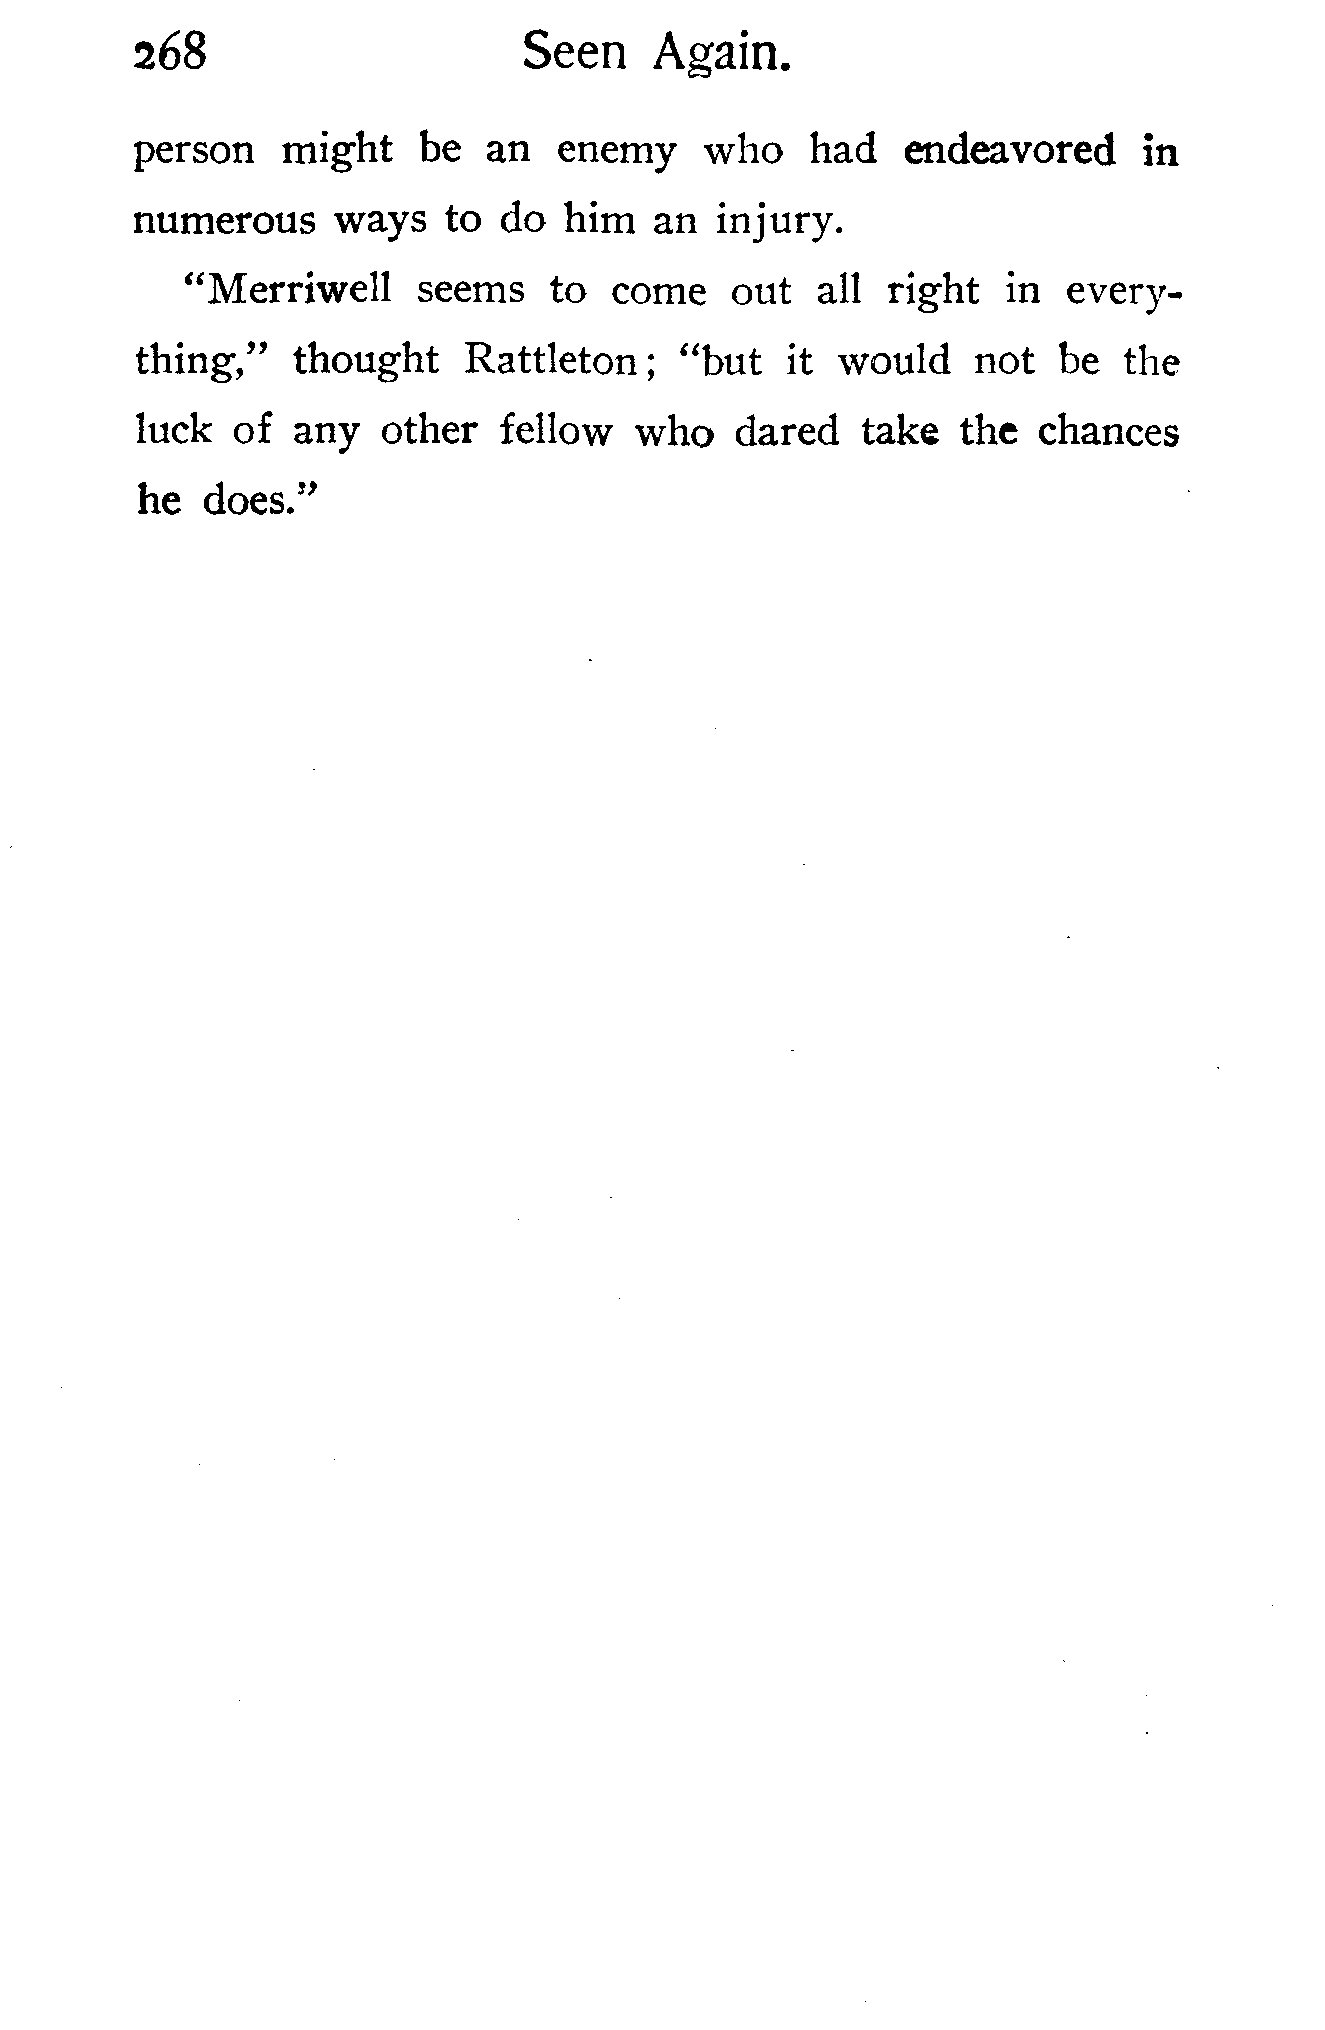 268 Seen Again.
person might be an enemy who had endeavored in
numerous ways to do him an injury.
“Merriwell seems to come out all right in every-
thing,” thought Rattleton; “but it would not be the
luck of any other fellow who dared take the chances
he does.”